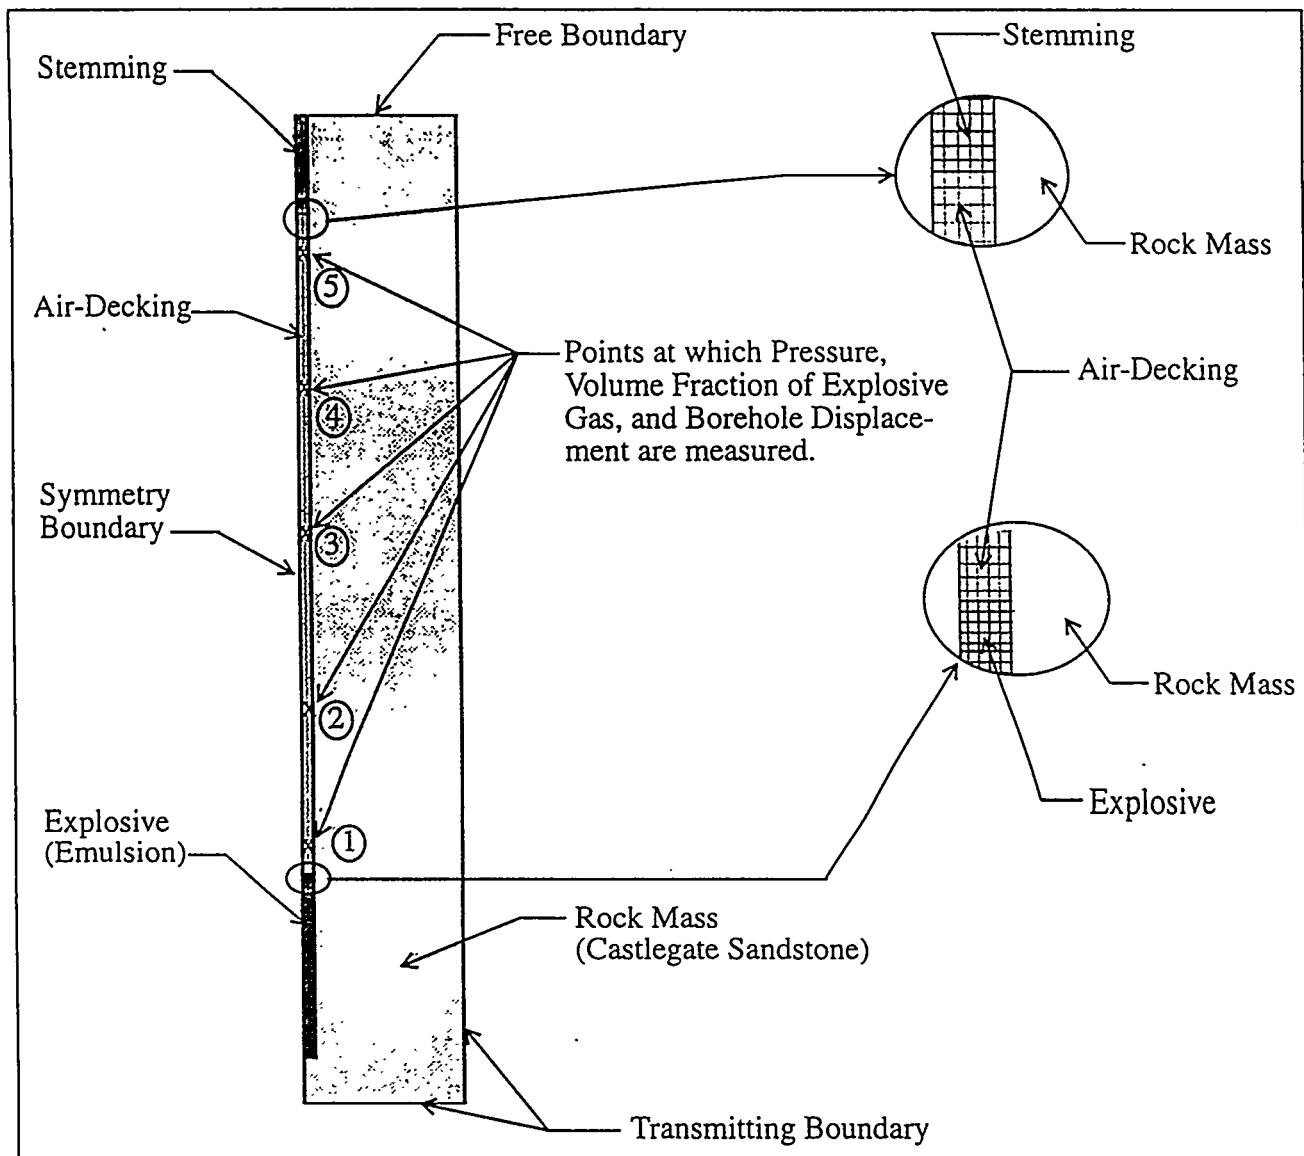 Free Boundary
Stemming
Stemming
Rock Mass
Air-Decking
5
Points at which Pressure,
Volume Fraction of Explosive
Gas, and Borehole Displace-
ment are measured.
Air-Decking
4
Symmetry
Boundary
3
Rock Mass
2
Explosive
Explosive
(Emulsion)
1
Rock Mass
(Castlegate Sandstone)
Transmitting Boundary